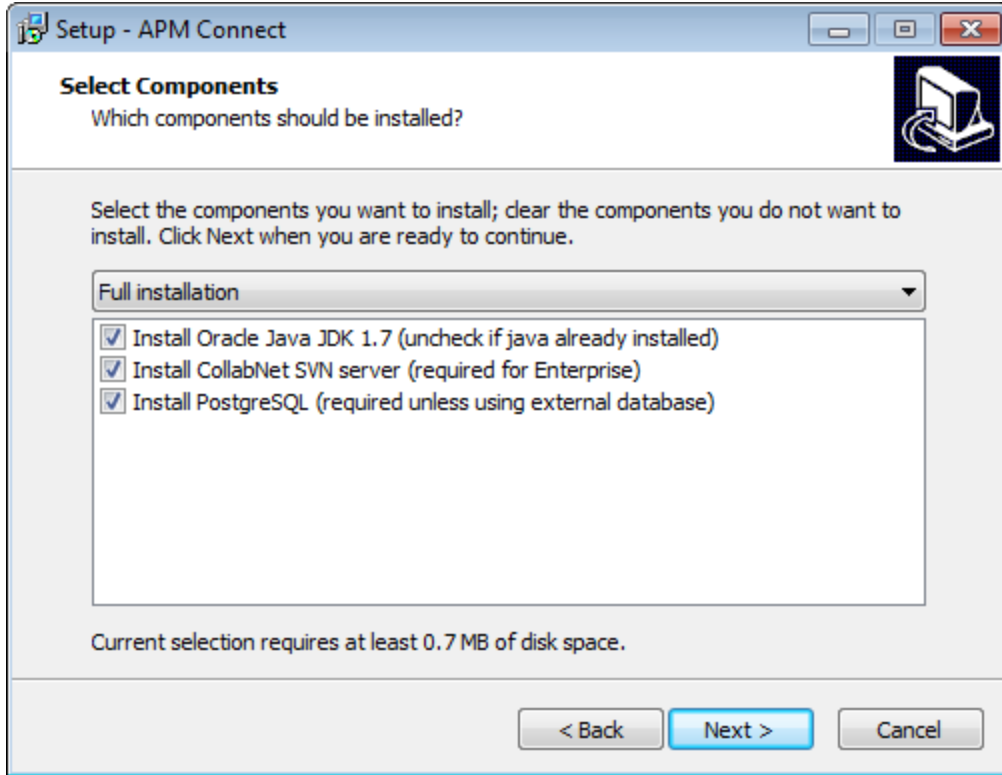 Setup - APM Connect
Select Components
Which components should be installed?
Select the components you want to install; clear the components you do not want to
install. Click Next when you are ready to continue.
Full installation
Install Oracle Java JDK 1.7 (uncheck if java already installed)
Install CollabNet SVN server (required for Enterprise)
Install PostgreSQL (required unless using external database)
Current selection requires at least 0.7 MB of disk space.
< Back Next > Cancel